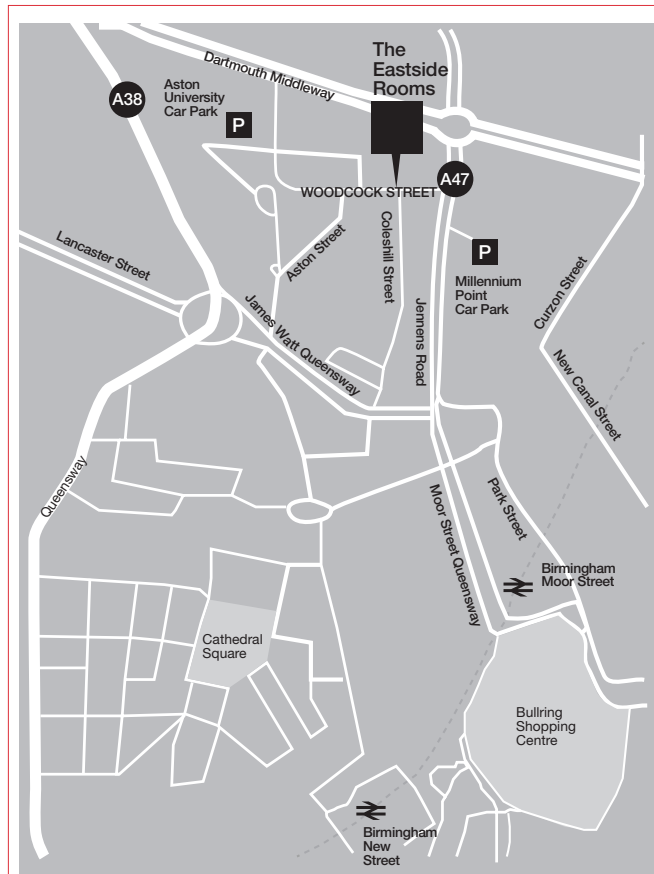 The
Eastside
Rooms
Dartmouth Middleway
A38
Aston
University
Car Park
P
A47
WOODCOCK STREET
Lancaster Street
Aston Street
Coleshill Street
P
Millennium
Point
Car Park
Curzon Street
James Watt Queensway
Jennens Road
New Canal Street
Queensway
Moor Street Queensway
Park Street
Birmingham
Moor Street
Cathedral
Square
Bullring
Shopping
Centre
Birmingham
New
Street